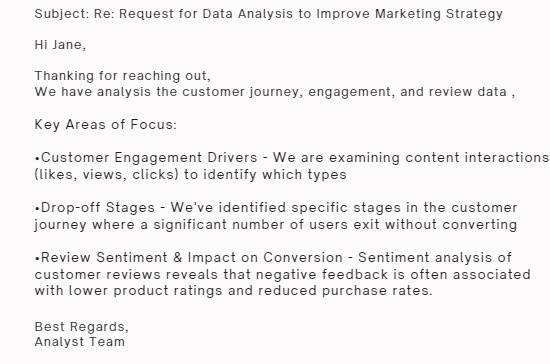 Subject: Re: Request for Data Analysis to Improve Marketing Strategy
Hi Jane,
Thanking for reaching out,
We have analysis the customer journey, engagement, and review data ,
Key Areas of Focus:
•Customer Engagement Drivers - We are examining content interactions
(likes, views, clicks) to identify which types
•Drop-off Stages - We've identified specific stages in the customer
journey where a significant number of users exit without converting
•Review Sentiment & Impact on Conversion - Sentiment analysis of
customer reviews reveals that negative feedback is often associated
with lower product ratings and reduced purchase rates.
Best Regards,
Analyst Team